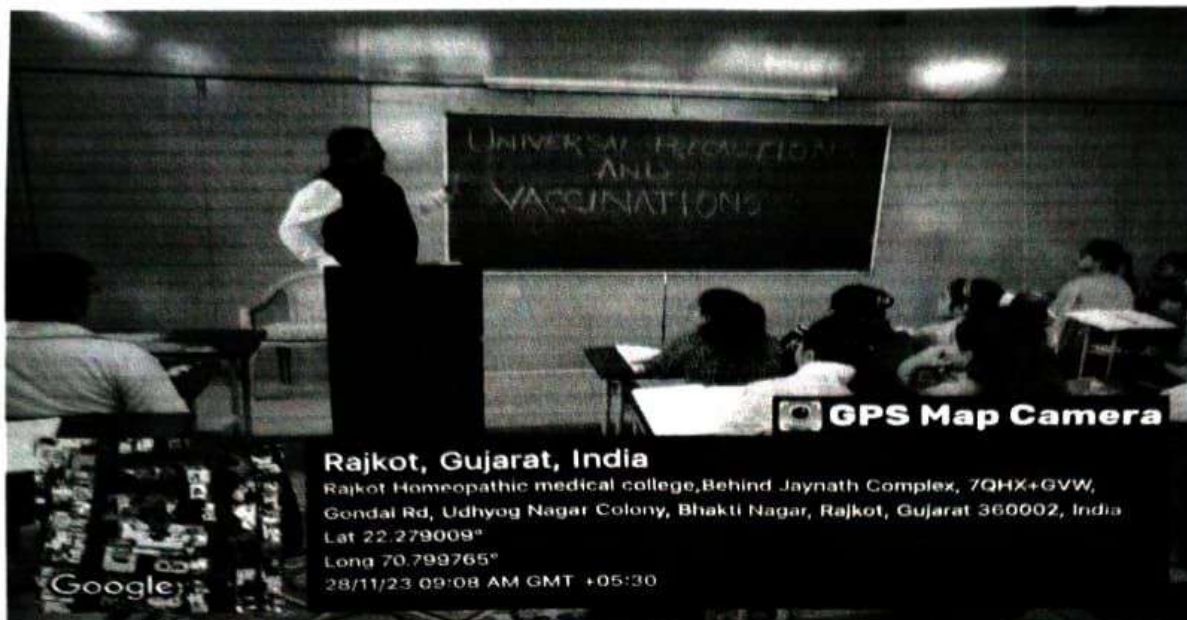 UNIVERSAL PRECAUTIONS
AND
VACCINATIONS
GPS Map Camera
Rajkot, Gujarat, India
Rajkot Homeopathic medical college,Behind Jaynath Complex, 7QHX+GVW,
Gondal Rd, Udhyog Nagar Colony, Bhakti Nagar, Rajkot, Gujarat 360002, India
Lat 22.279009°
Long 70.799765°
28/11/23 09:08 AM GMT +05:30
Google